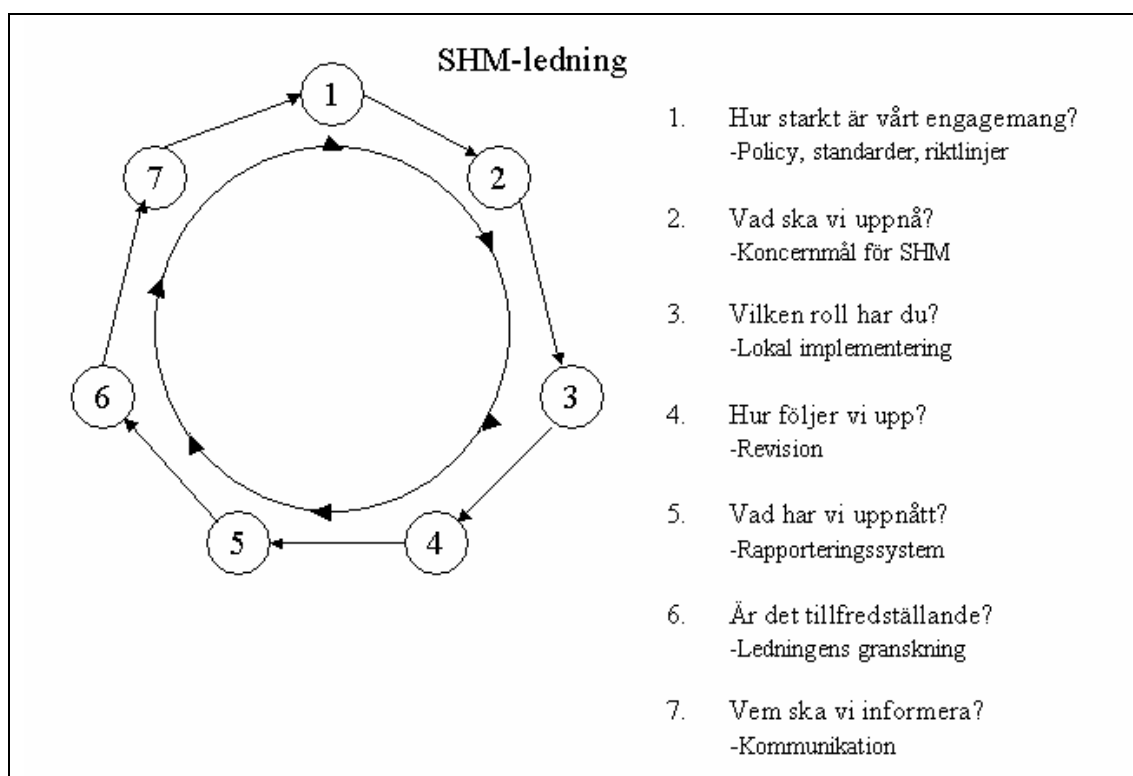 SHM-ledning
1
2
3
4
5
6
7
1. Hur starkt är vårt engagemang?
-Policy, standarder, riktlinjer
2. Vad ska vi uppnå?
-Koncernmål för SHM
3. Vilken roll har du?
-Lokal implementering
4. Hur följer vi upp?
-Revision
5. Vad har vi uppnått?
-Rapporteringssystem
6. Är det tillfredställande?
-Ledningens granskning
7. Vem ska vi informera?
-Kommunikation